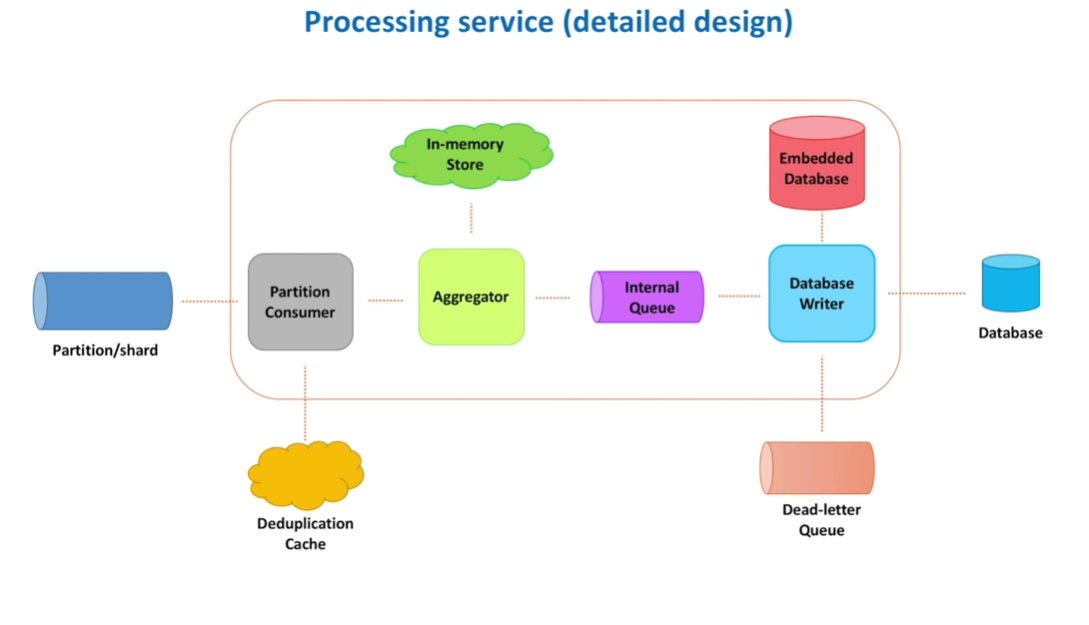 Processing service (detailed design)
In-memory
Store
Embedded
Database
Partition
Consumer
Aggregator
Internal
Queue
Database
Writer
Partition/shard
Database
Deduplication
Cache
Dead-letter
Queue